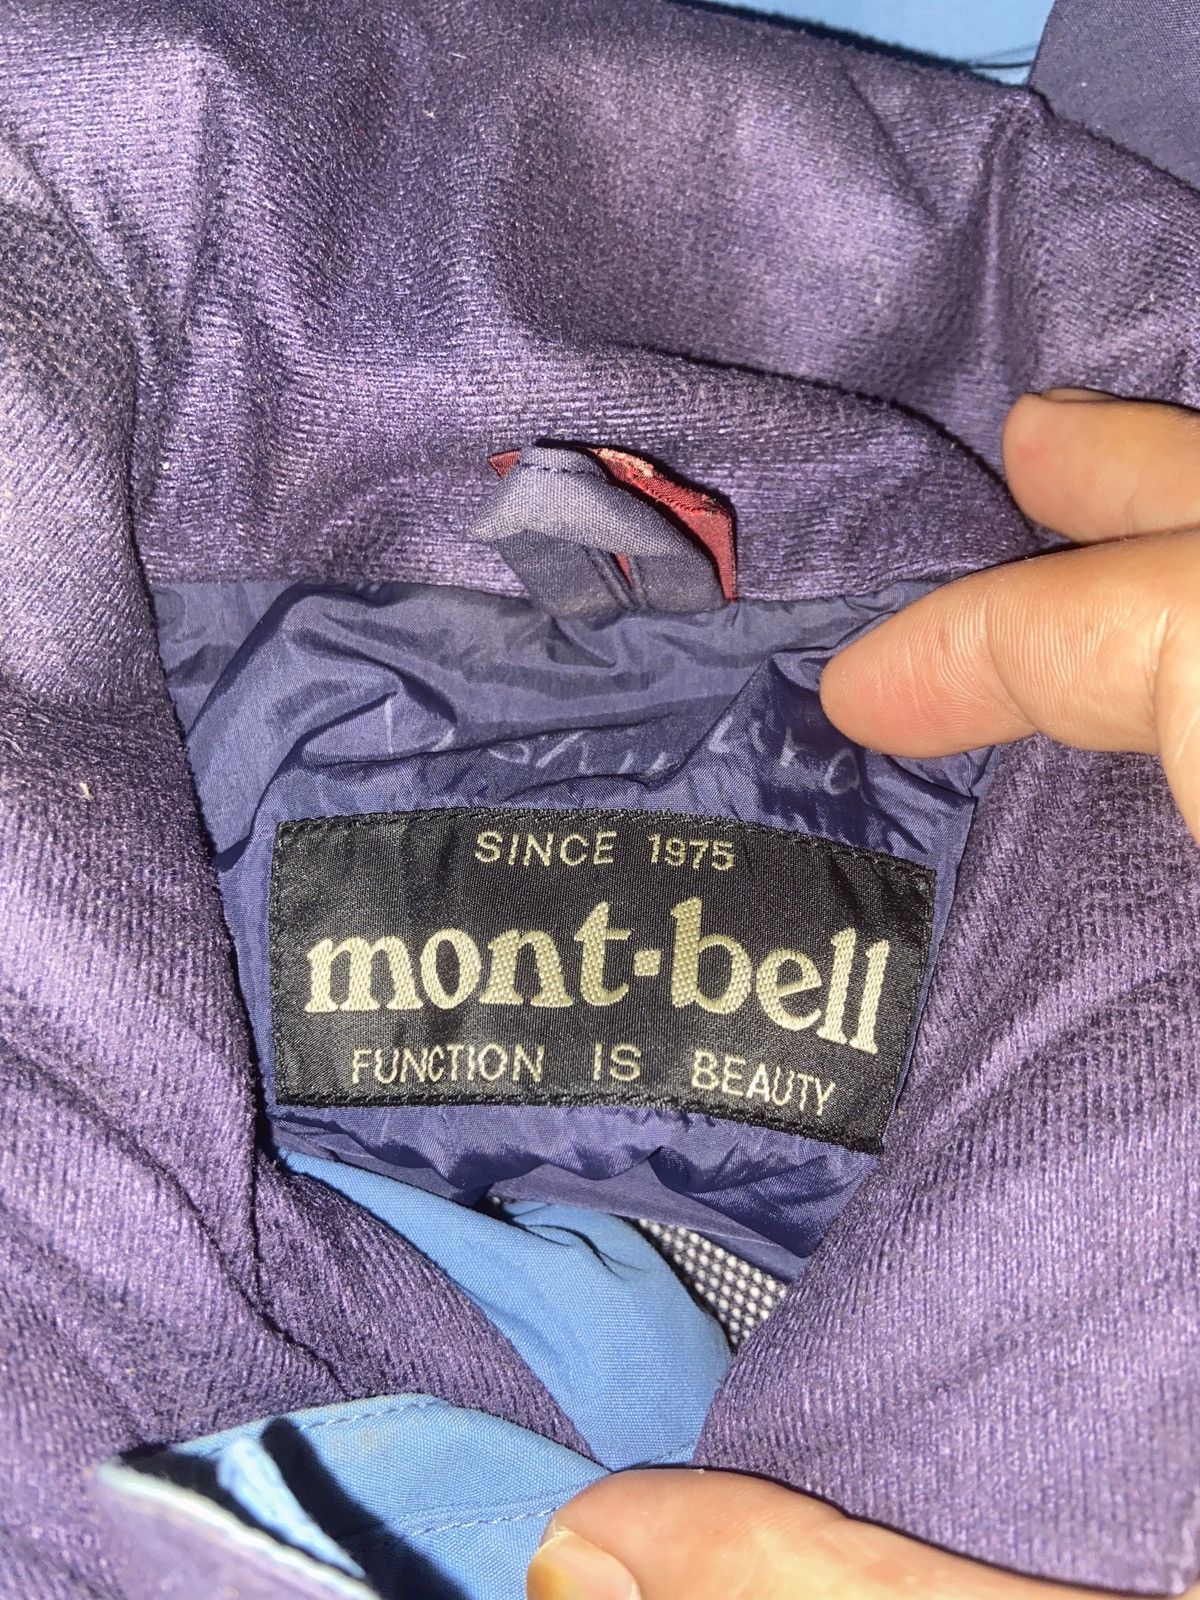 SINCE 1975
mont·bell
FUNCTION IS BEAUTY